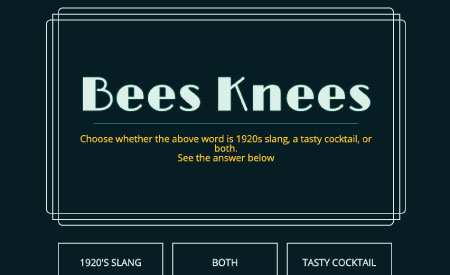 Bees Knees
Choose whether the above word is 1920s slang, a tasty cocktail, or
both.
See the answer below
1920'S SLANG
BOTH
TASTY COCKTAIL